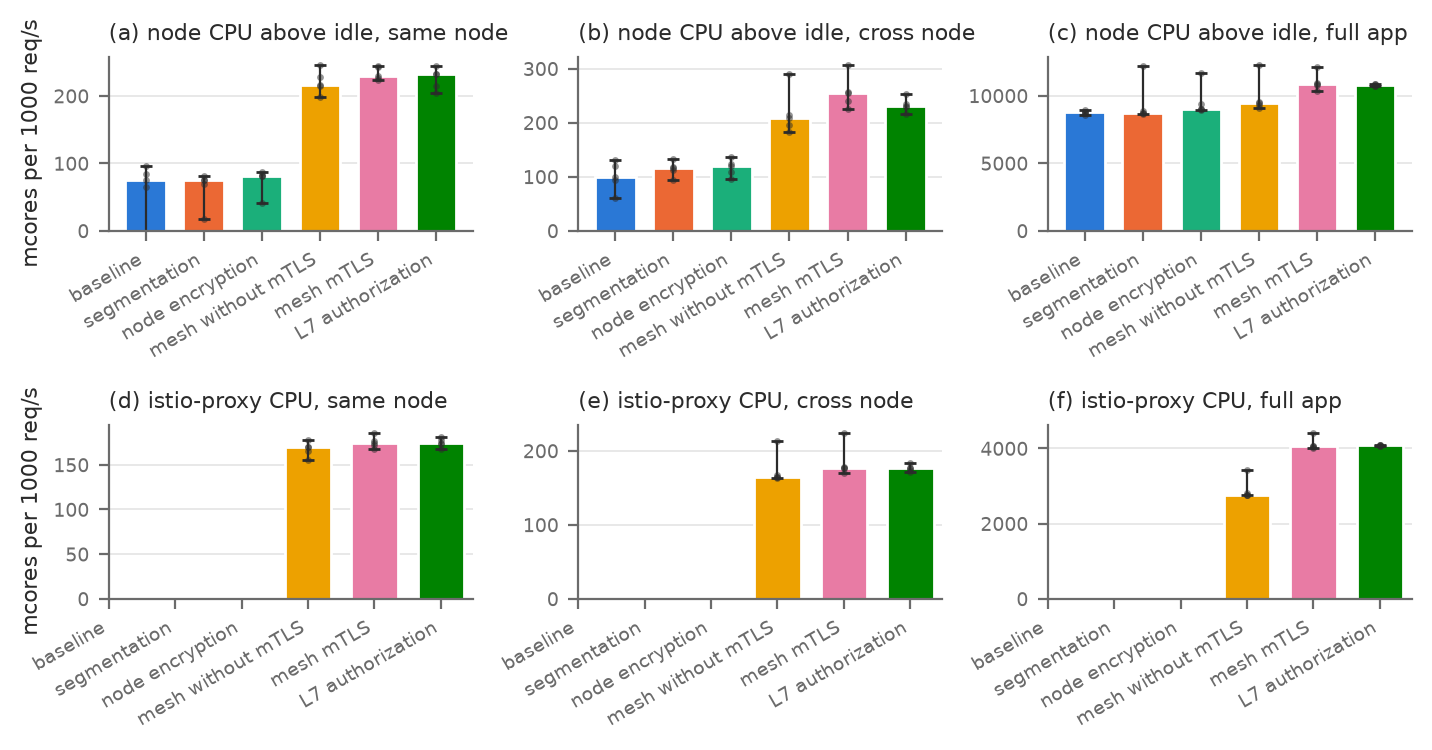 mcores per 1000 req/s
(a) node CPU above idle, same node
200
100
0
baseline
segmentation
node encryption
mesh without mTLS
mesh mTLS
L7 authorization
(b) node CPU above idle, cross node
300
200
100
0
baseline
segmentation
node encryption
mesh without mTLS
mesh mTLS
L7 authorization
(c) node CPU above idle, full app
10000
5000
0
baseline
segmentation
node encryption
mesh without mTLS
mesh mTLS
L7 authorization
mcores per 1000 req/s
(d) istio-proxy CPU, same node
150
100
50
0
baseline
segmentation
node encryption
mesh without mTLS
mesh mTLS
L7 authorization
(e) istio-proxy CPU, cross node
200
100
0
baseline
segmentation
node encryption
mesh without mTLS
mesh mTLS
L7 authorization
(f) istio-proxy CPU, full app
4000
2000
0
baseline
segmentation
node encryption
mesh without mTLS
mesh mTLS
L7 authorization